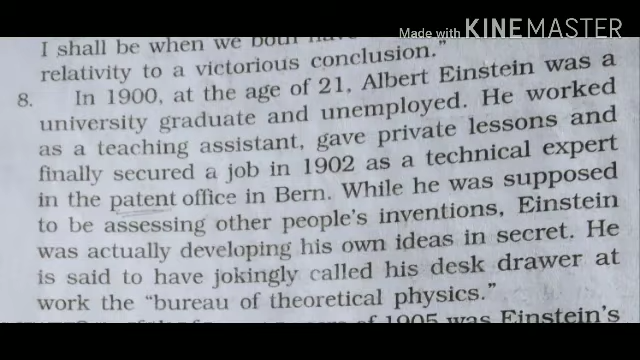 Made with KINEMASTER
I shall be when we both
relativity to a victorious conclusion."
8. In 1900, at the age of 21, Albert Einstein was a
university graduate and unemployed. He worked
as a teaching assistant, gave private lessons and
finally secured a job in 1902 as a technical expert
in the patent office in Bern. While he was supposed
to be assessing other people's inventions, Einstein
was actually developing his own ideas in secret. He
is said to have jokingly called his desk drawer at
work the "bureau of theoretical physics."
of 1905 was Einstein's